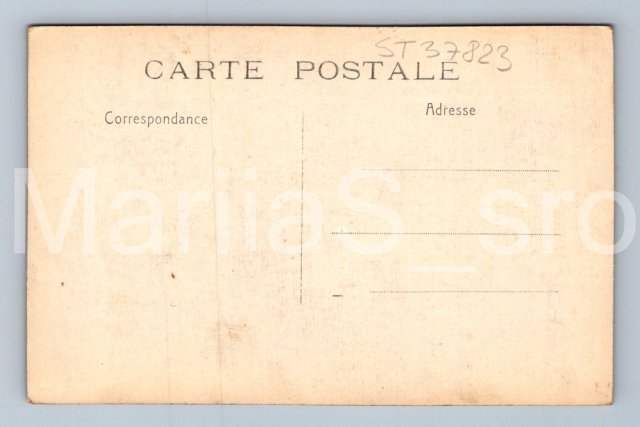 ST37823
CARTE POSTALE
Correspondance
Adresse
MariiaS_sro